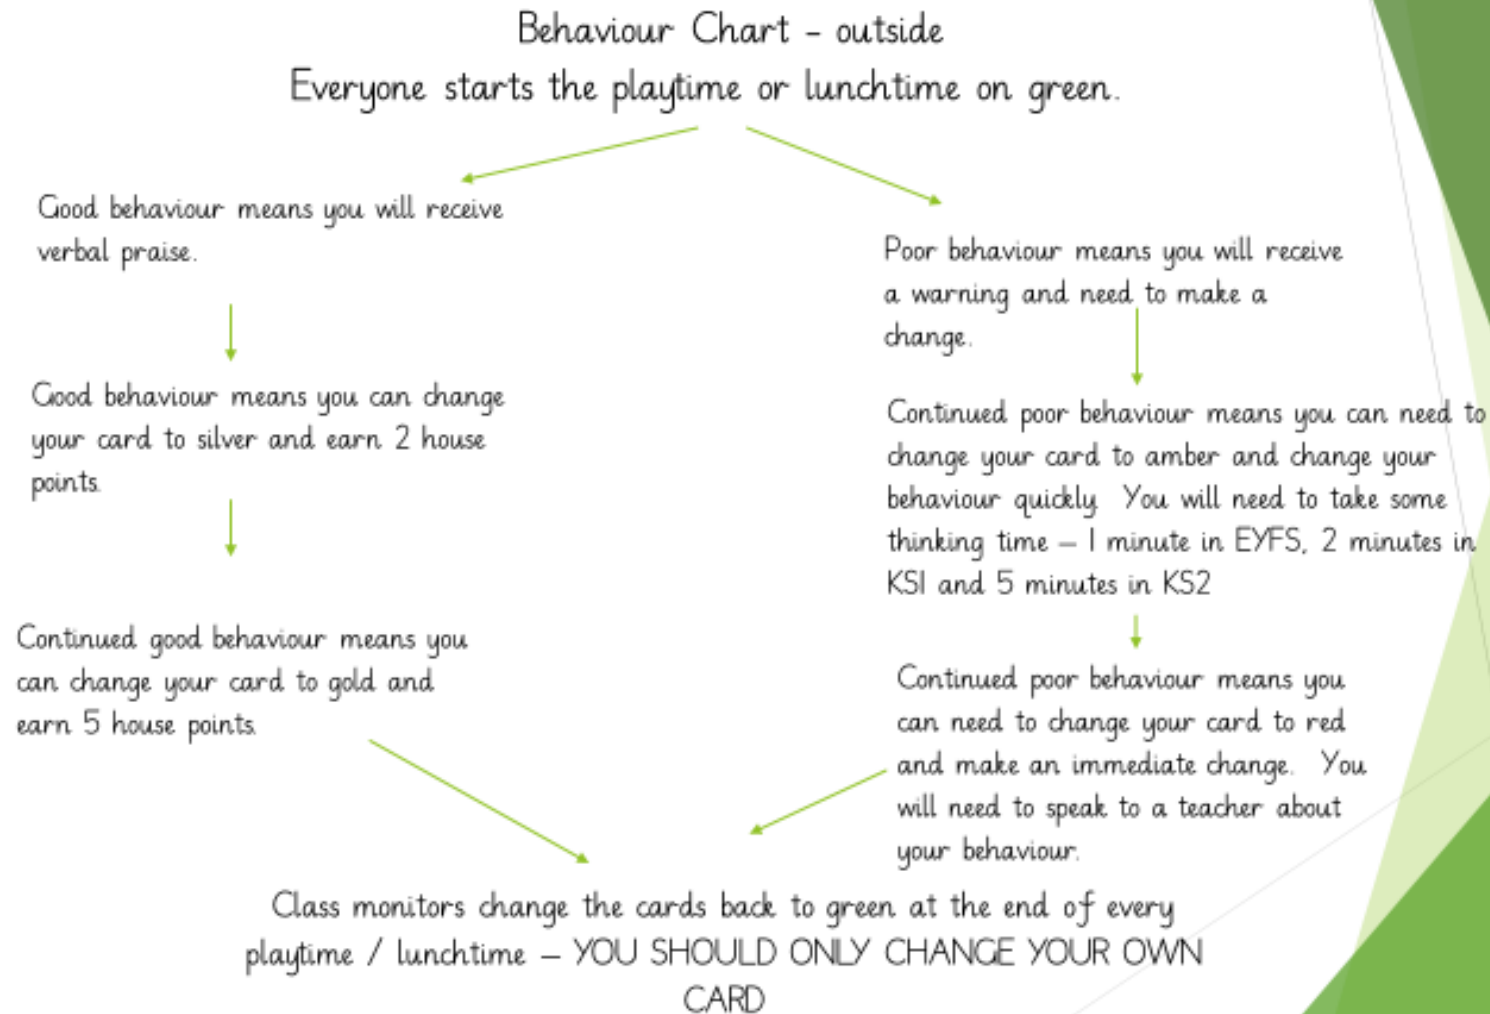 Behaviour Chart - outside
Everyone starts the playtime or lunchtime on green.
Good behaviour means you will receive
verbal praise.
Good behaviour means you can change
your card to silver and earn 2 house
points.
Continued good behaviour means you
can change your card to gold and
earn 5 house points.
Poor behaviour means you will receive
a warning and need to make a
change.
Continued poor behaviour means you can need to
change your card to amber and change your
behaviour quickly. You will need to take some
thinking time – 1 minute in EYFS, 2 minutes in
KS1 and 5 minutes in KS2
Continued poor behaviour means you
can need to change your card to red
and make an immediate change. You
will need to speak to a teacher about
your behaviour.
Class monitors change the cards back to green at the end of every
playtime / lunchtime – YOU SHOULD ONLY CHANGE YOUR OWN
CARD